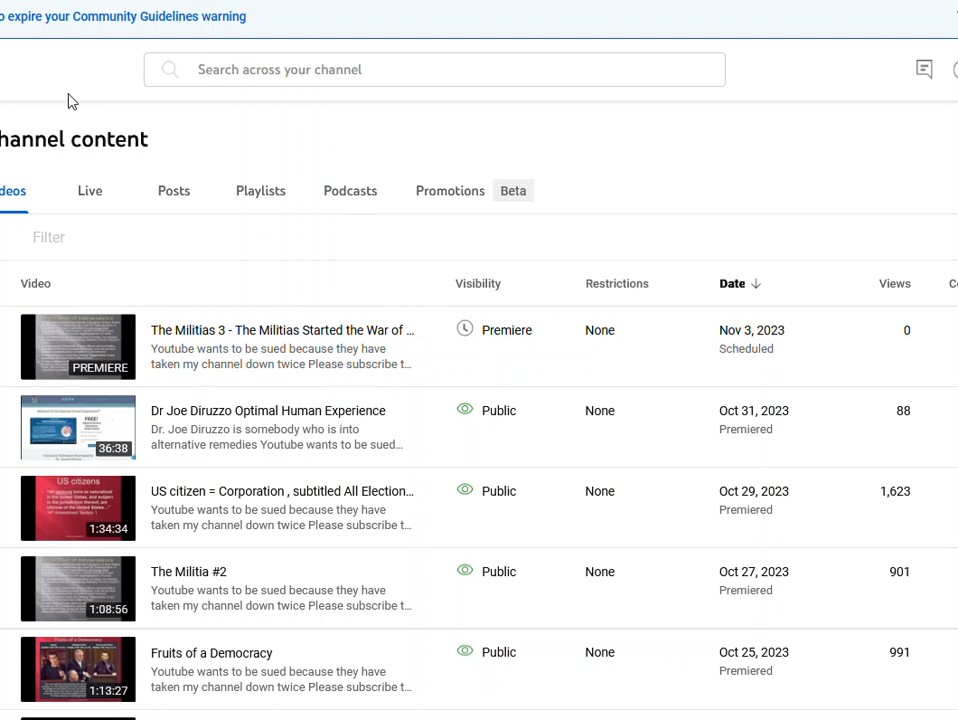 o expire your Community Guidelines warning
Search across your channel
hannel content
deos Live Posts Playlists Podcasts Promotions Beta
Filter
Video Visibility Restrictions Date Views
The Militias 3 - The Militias Started the War of ... Premiere None Nov 3, 2023 0
Youtube wants to be sued because they have Scheduled
taken my channel down twice Please subscribe t...
PREMIERE
Dr Joe Diruzzo Optimal Human Experience Public None Oct 31, 2023 88
Dr. Joe Diruzzo is somebody who is into Premiered
alternative remedies Youtube wants to be sued...
FREE!
36:38
US citizens
US citizen = Corporation , subtitled All Election... Public None Oct 29, 2023 1,623
Youtube wants to be sued because they have Premiered
taken my channel down twice Please subscribe t...
1:34:34
The Militia #2 Public None Oct 27, 2023 901
Youtube wants to be sued because they have Premiered
taken my channel down twice Please subscribe t...
1:08:56
Fruits of a Democracy
Fruits of a Democracy Public None Oct 25, 2023 991
Youtube wants to be sued because they have Premiered
taken my channel down twice Please subscribe t...
1:13:27